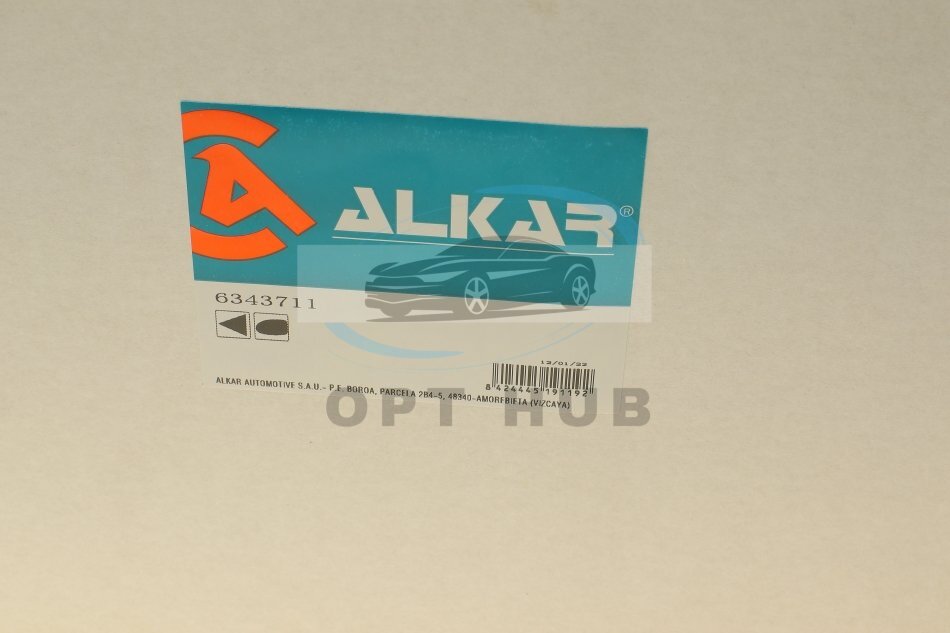 ALKAR®
6343711
12/01/22
8 424445 191192
ALKAR AUTOMOTIVE S.A.U.- P.E. BOROA, PARCELA 2B4-5, 48340-AMOREBIETA (VIZCAYA)
OPT HUB